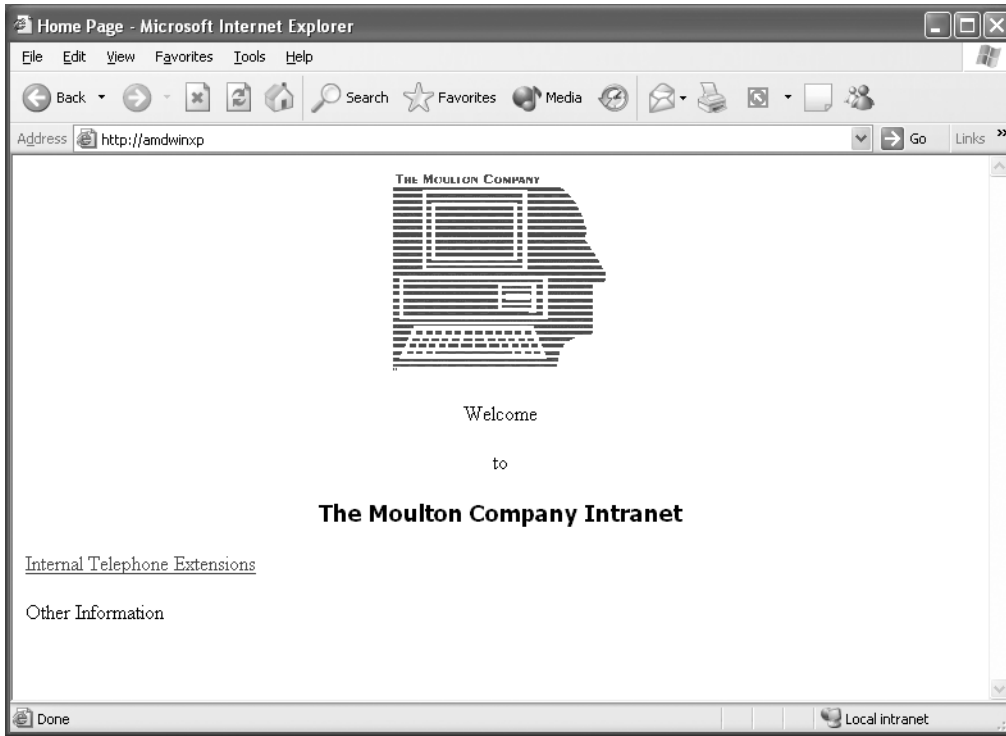 Home Page - Microsoft Internet Explorer
File Edit View Favorites Tools Help
Back Search Favorites Media
Address http://amdwinxp Go Links »
THE MOULTON COMPANY
Welcome
to
The Moulton Company Intranet
Internal Telephone Extensions
Other Information
Done Local intranet